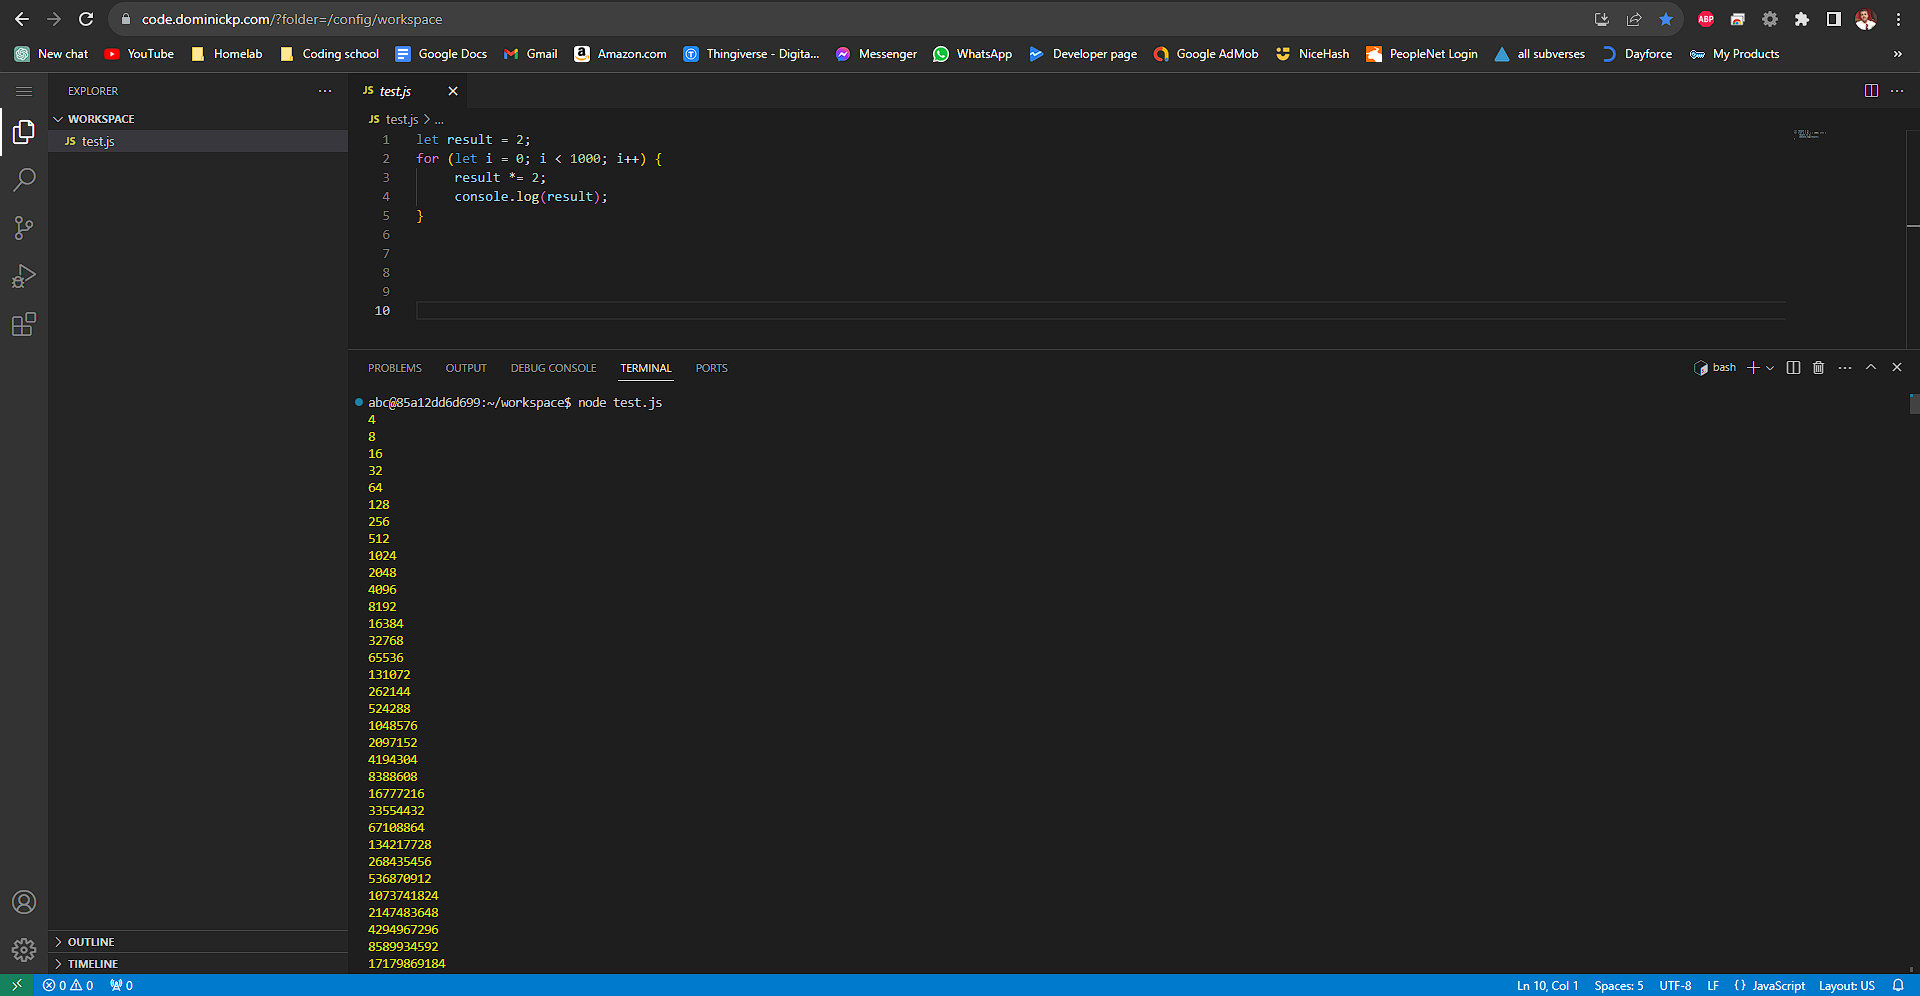 code.dominickp.com/?folder=/config/workspace
ABP
New chat YouTube Homelab Coding school Google Docs Gmail Amazon.com Thingiverse - Digita... Messenger WhatsApp Developer page Google AdMob NiceHash PeopleNet Login all subverses Dayforce My Products »
EXPLORER ...
WORKSPACE
JS test.js
JS test.js
JS test.js > ...
1 let result = 2;
2 for (let i = 0; i < 1000; i++) {
3 result *= 2;
4 console.log(result);
5 }
6
7
8
9
10
PROBLEMS OUTPUT DEBUG CONSOLE TERMINAL PORTS bash
abc@85a12dd6d699:~/workspace$ node test.js
4
8
16
32
64
128
256
512
1024
2048
4096
8192
16384
32768
65536
131072
262144
524288
1048576
2097152
4194304
8388608
16777216
33554432
67108864
134217728
268435456
536870912
1073741824
2147483648
4294967296
8589934592
17179869184
OUTLINE
TIMELINE
0 0 0 Ln 10, Col 1 Spaces: 5 UTF-8 LF {} JavaScript Layout: US